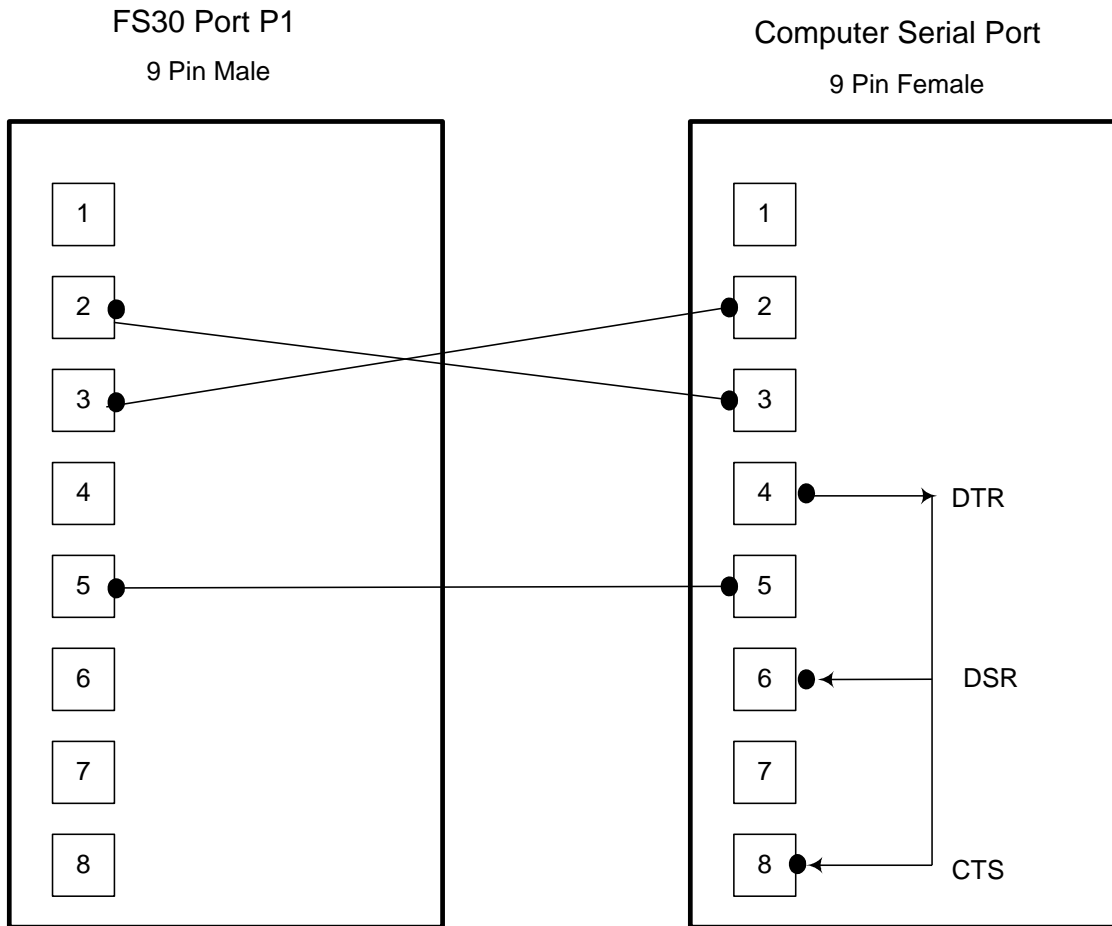 FS30 Port P1
9 Pin Male
1
2
3
4
5
6
7
8
Computer Serial Port
9 Pin Female
1
2
3
4
DTR
5
6
DSR
7
8
CTS